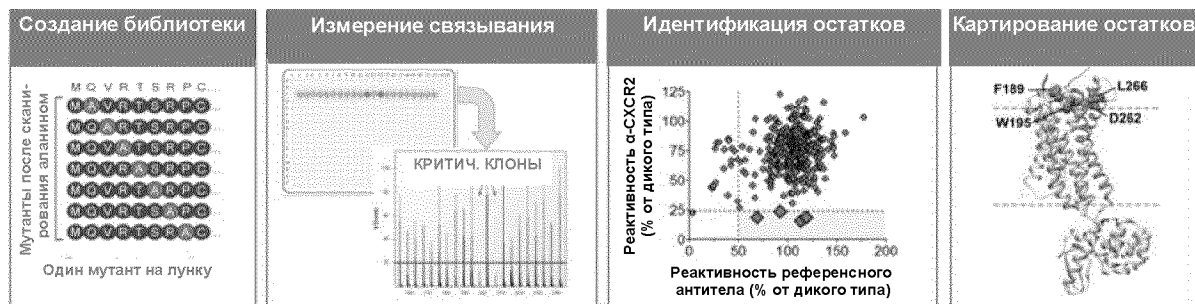 Создание библиотеки
Измерение связывания
Идентификация остатков
Картирование остатков
Мутанты после скани-
рования аланином
M Q V R T S R P C
M Q A R T S R P C
M Q V A T S R P C
M Q V R A S R P C
M Q V R T A R P C
M Q V R T S A P C
M Q V R T S R A C
Один мутант на лунку
КРИТИЧ. КЛОНЫ
Реактивность α-CXCR2
(% от дикого типа)
125
100
75
50
25
0
0 50 100 150 200
Реактивность референсного
антитела (% от дикого типа)
F189
L266
W195
D262